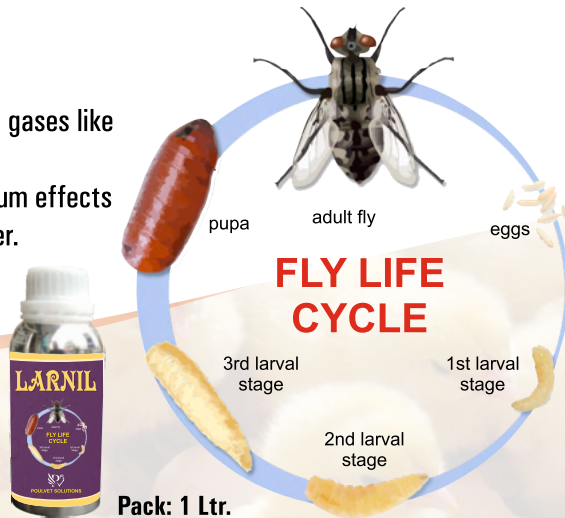 gases like
um effects
er.
pupa
adult fly
eggs
FLY LIFE
CYCLE
3rd larval
stage
1st larval
stage
2nd larval
stage
LARNIL
FLY LIFE
CYCLE
POULVET SOLUTIONS
Pack: 1 Ltr.